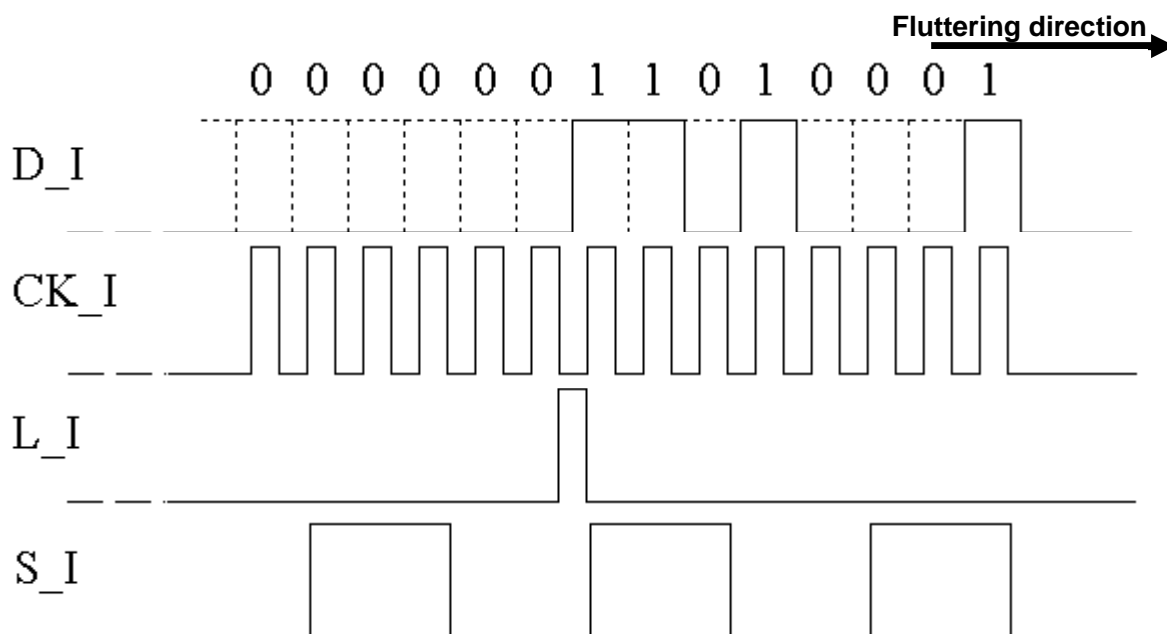 Fluttering direction
0 0 0 0 0 0 1 1 0 1 0 0 0 1
D_I
CK_I
L_I
S_I